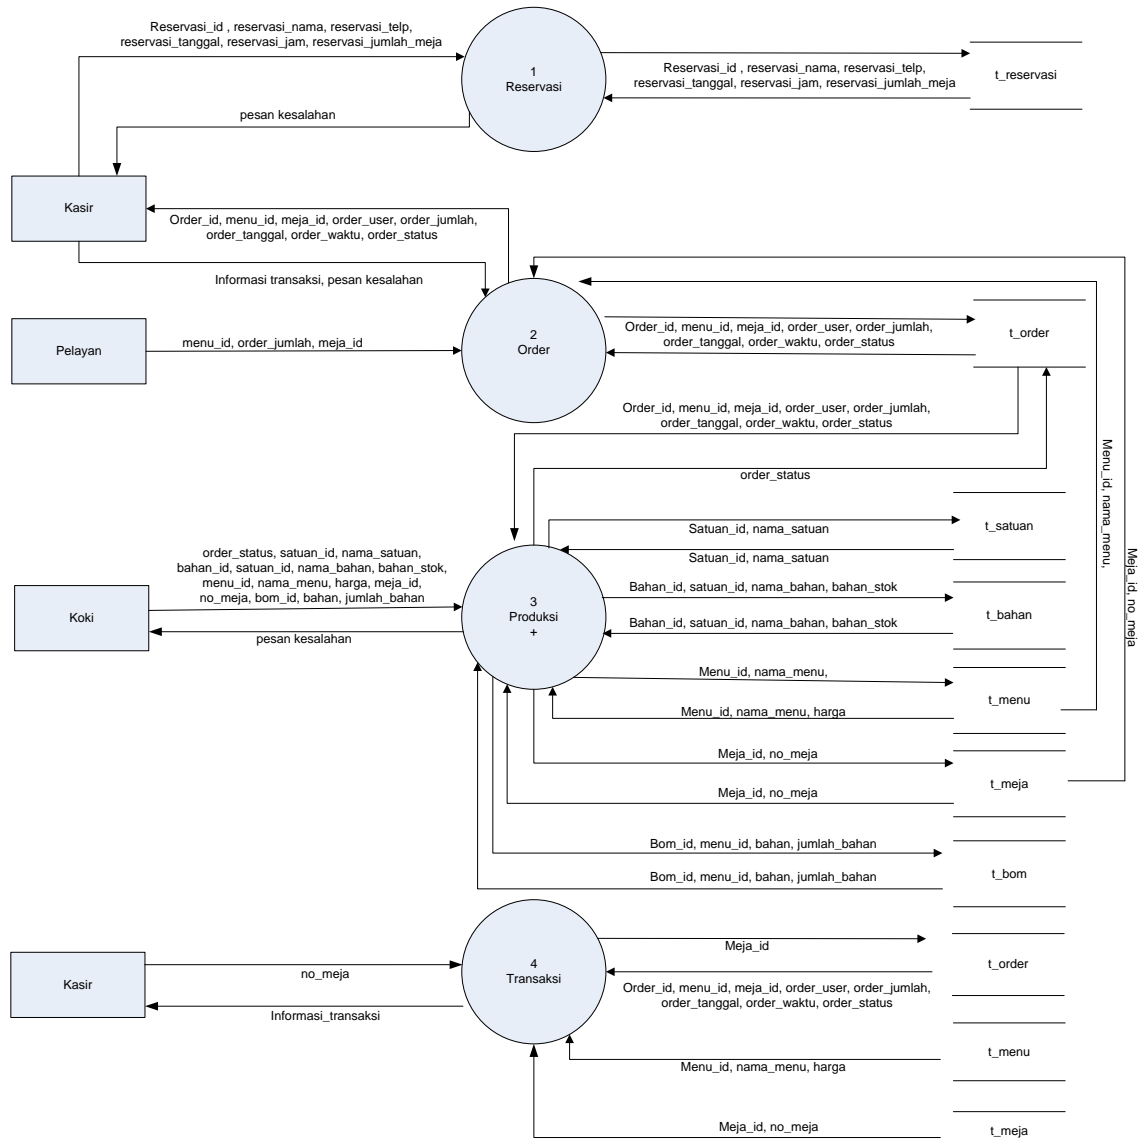 Reservasi_id , reservasi_nama, reservasi_telp,
reservasi_tanggal, reservasi_jam, reservasi_jumlah_meja
1
Reservasi
Reservasi_id , reservasi_nama, reservasi_telp,
reservasi_tanggal, reservasi_jam, reservasi_jumlah_meja
t_reservasi
pesan kesalahan
Kasir
Order_id, menu_id, meja_id, order_user, order_jumlah,
order_tanggal, order_waktu, order_status
Informasi transaksi, pesan kesalahan
Pelayan
menu_id, order_jumlah, meja_id
2
Order
Order_id, menu_id, meja_id, order_user, order_jumlah,
order_tanggal, order_waktu, order_status
t_order
Order_id, menu_id, meja_id, order_user, order_jumlah,
order_tanggal, order_waktu, order_status
order_status
Menu_id, nama_menu,
Meja_id, no_meja
Satuan_id, nama_satuan
t_satuan
Satuan_id, nama_satuan
order_status, satuan_id, nama_satuan,
bahan_id, satuan_id, nama_bahan, bahan_stok,
menu_id, nama_menu, harga, meja_id,
no_meja, bom_id, bahan, jumlah_bahan
Koki
pesan kesalahan
3
Produksi
+
Bahan_id, satuan_id, nama_bahan, bahan_stok
t_bahan
Bahan_id, satuan_id, nama_bahan, bahan_stok
Menu_id, nama_menu,
t_menu
Menu_id, nama_menu, harga
Meja_id, no_meja
t_meja
Meja_id, no_meja
Bom_id, menu_id, bahan, jumlah_bahan
t_bom
Bom_id, menu_id, bahan, jumlah_bahan
Kasir
no_meja
Informasi_transaksi
4
Transaksi
Meja_id
t_order
Order_id, menu_id, meja_id, order_user, order_jumlah,
order_tanggal, order_waktu, order_status
t_menu
Menu_id, nama_menu, harga
Meja_id, no_meja
t_meja